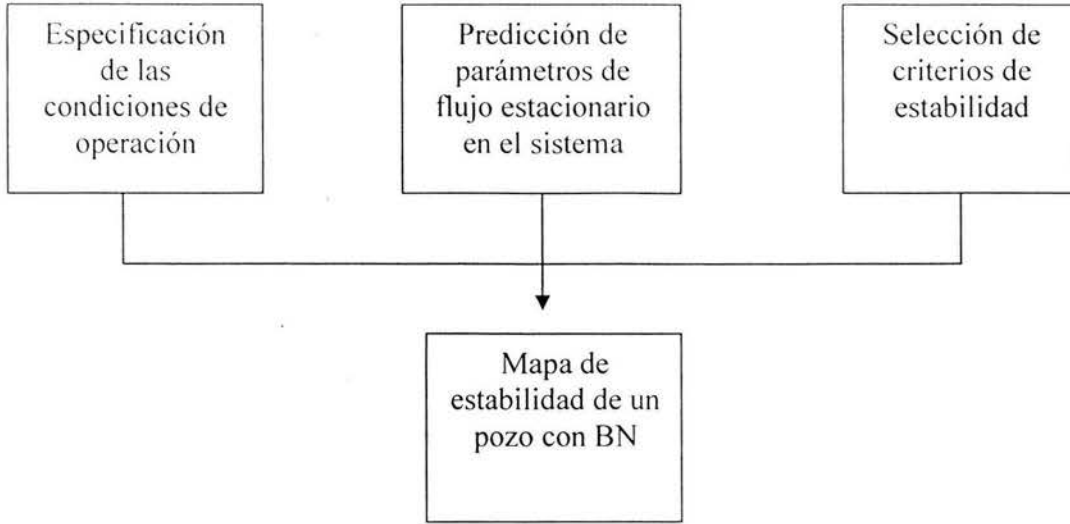 Especificación
de las
condiciones de
operación
Predicción de
parámetros de
flujo estacionario
en el sistema
Selección de
criterios de
estabilidad
Mapa de
estabilidad de un
pozo con BN